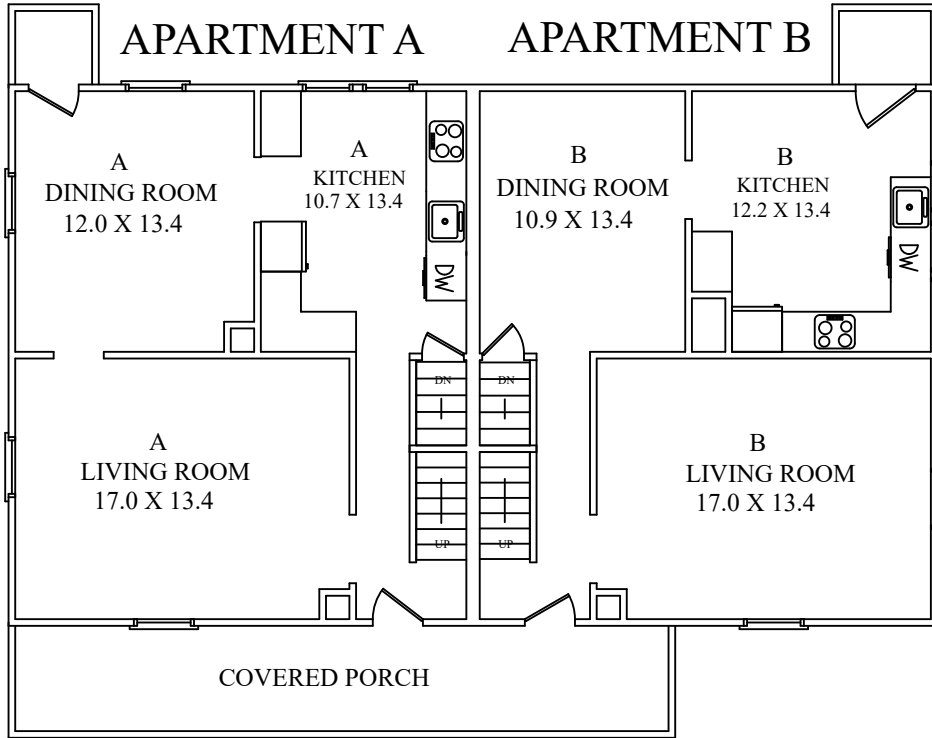 APARTMENT A
APARTMENT B
A
DINING ROOM
12.0 X 13.4
A
KITCHEN
10.7 X 13.4
DW
B
DINING ROOM
10.9 X 13.4
B
KITCHEN
12.2 X 13.4
DW
DN
DN
A
LIVING ROOM
17.0 X 13.4
B
LIVING ROOM
17.0 X 13.4
UP
UP
COVERED PORCH